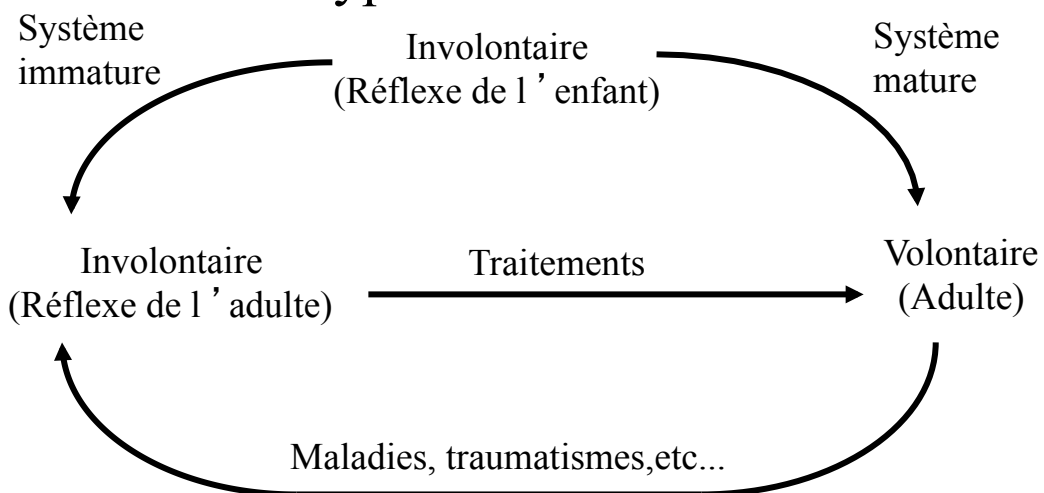 Système
immature
Involontaire
(Réflexe de l ’ enfant)
Système
mature
Involontaire
(Réflexe de l ’ adulte)
Traitements
Volontaire
(Adulte)
Maladies, traumatismes,etc...